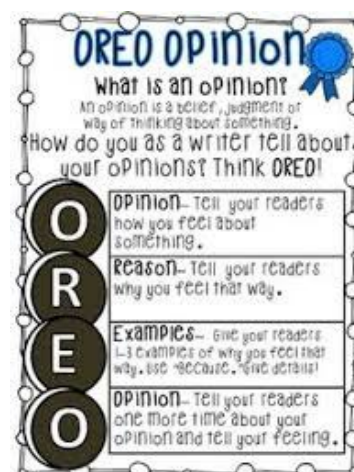 OREO OPINION
What is an opinion?
An opinion is a belief, judgment or
way of thinking about something.
How do you as a writer tell about
your opinions? Think OREO!
O
Opinion- Tell your readers
how you feel about
something.
R
Reason- Tell your readers
why you feel that way.
E
Examples- Give your readers
1-3 examples of why you feel that
way. Use "Because." Give details!
O
Opinion- Tell your readers
one more time about your
opinion and tell your feeling.